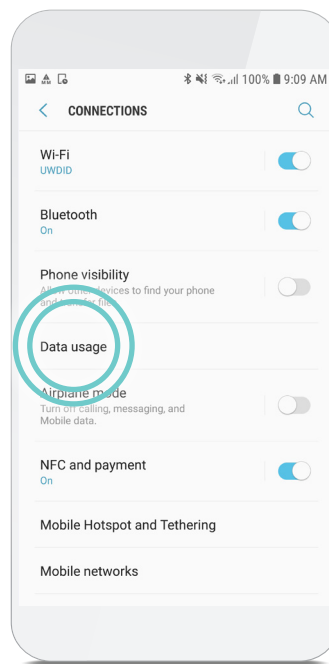 100% 9:09 AM
CONNECTIONS
Wi-Fi
UWDID
Bluetooth
On
Phone visibility
Allow other devices to find your phone
and transfer files.
Data usage
Airplane mode
Turn off calling, messaging, and
Mobile data.
NFC and payment
On
Mobile Hotspot and Tethering
Mobile networks